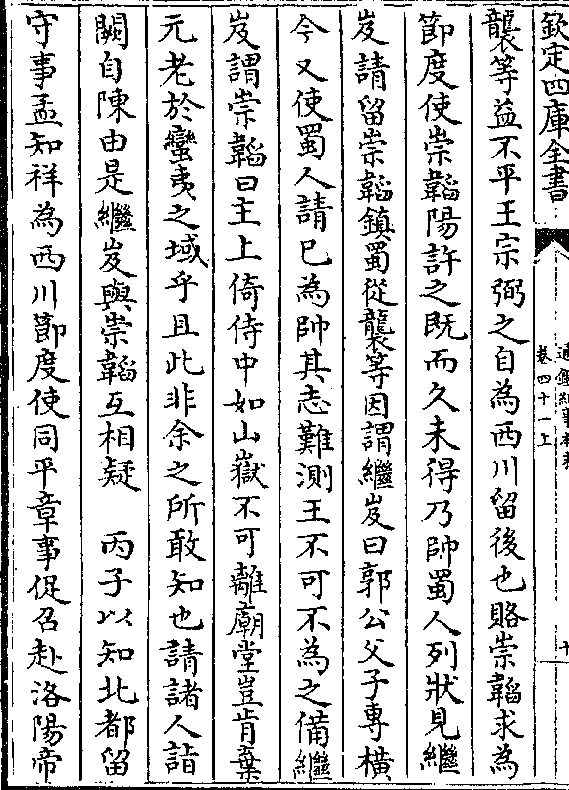 欽定四庫全書
通鑑紀事本末
卷四十一上
十
襲等益不平王宗弼之自為西川留後也賂崇韜求為
節度使崇韜陽許之既而久未得乃帥蜀人列狀見繼
岌請留崇韜鎮蜀從襲等因謂繼岌曰郭公父子專橫
今又使蜀人請已為帥其志難測王不可不為之備繼
岌謂崇韜曰主上倚侍中如山嶽不可離廟堂豈肯棄
元老於蠻夷之域乎且此非余之所敢知也請諸人詣
闕自陳由是繼岌與崇韜互相疑　丙子以知北都留
守事孟知祥為西川節度使同平章事促召赴洛陽帝